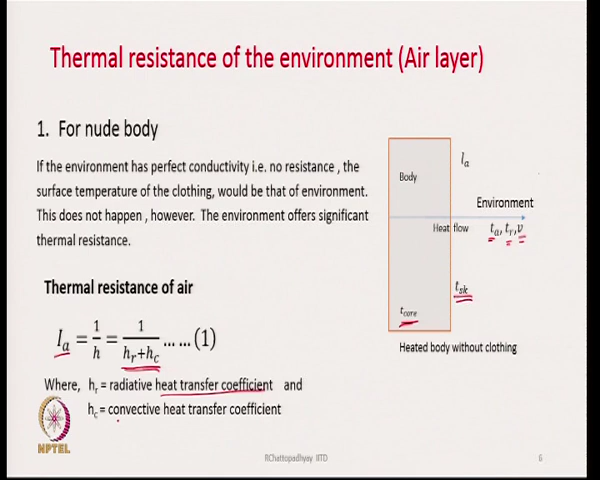 Thermal resistance of the environment (Air layer)
1. For nude body
If the environment has perfect conductivity i.e. no resistance , the
surface temperature of the clothing, would be that of environment.
This does not happen , however. The environment offers significant
thermal resistance.
Thermal resistance of air
I_a = 1/h = 1/(h_r+h_c) ... ... (1)
Where, h_r = radiative heat transfer coefficient and
h_c = convective heat transfer coefficient
Body
I_a
Environment
Heat flow
t_a, t_r, v
t_sk
t_core
Heated body without clothing
NPTEL
RChattopadhyay IITD
6